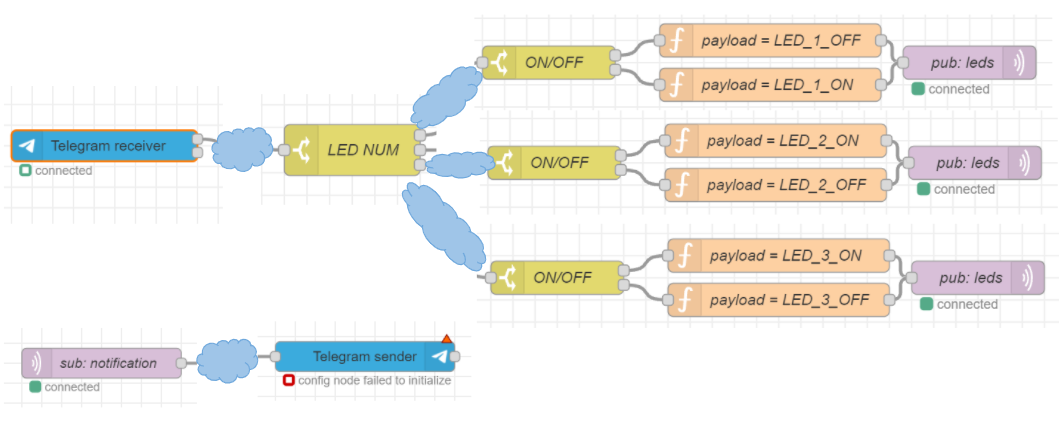 ON/OFF
payload = LED_1_OFF
payload = LED_1_ON
pub: leds
connected
Telegram receiver
connected
LED NUM
ON/OFF
payload = LED_2_ON
payload = LED_2_OFF
pub: leds
connected
ON/OFF
payload = LED_3_ON
payload = LED_3_OFF
pub: leds
connected
sub: notification
connected
Telegram sender
config node failed to initialize